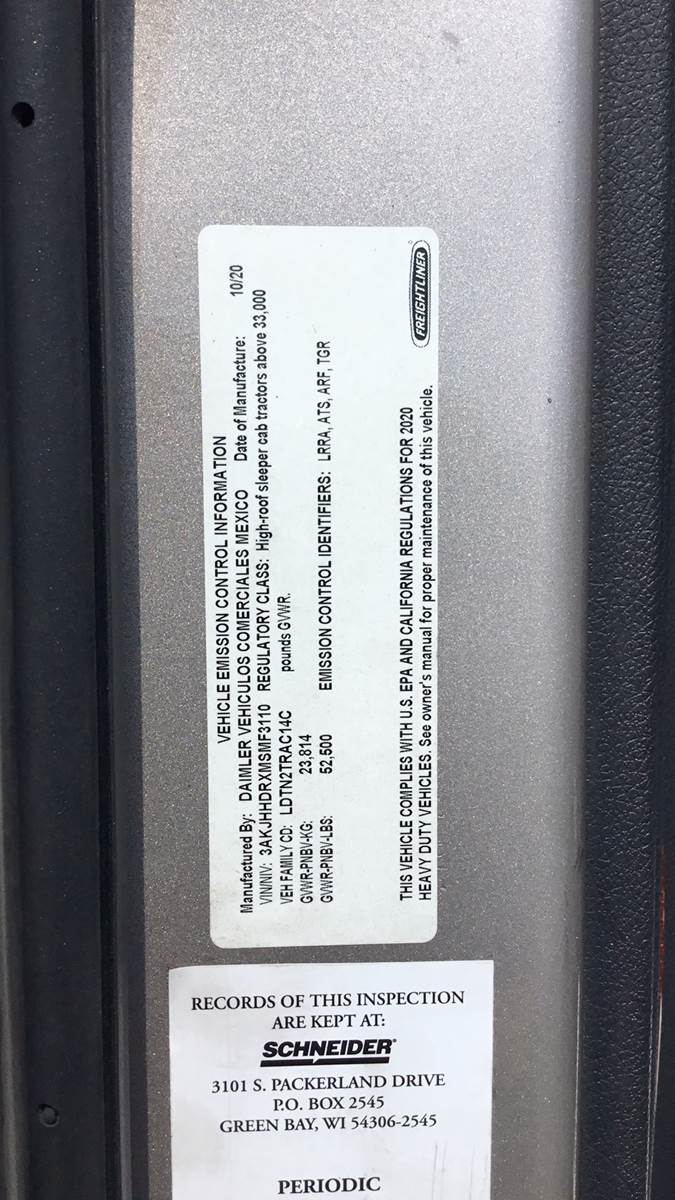 VEHICLE EMISSION CONTROL INFORMATION
Manufactured By: DAIMLER VEHICULOS COMERCIALES MEXICO Date of Manufacture: 10/20
VIN/NIV: 3AKJHHDRXMSMF3110 REGULATORY CLASS: High-roof sleeper cab tractors above 33,000
VEH FAMILY CD: LDTN2TRAC14C pounds GVWR.
GVWR-PNBV-KG: 23,814
GVWR-PNBV-LBS: 52,500 EMISSION CONTROL IDENTIFIERS: LRRA, ATS, ARF, TGR
THIS VEHICLE COMPLIES WITH U.S. EPA AND CALIFORNIA REGULATIONS FOR 2020
HEAVY DUTY VEHICLES. See owner's manual for proper maintenance of this vehicle.
FREIGHTLINER
RECORDS OF THIS INSPECTION
ARE KEPT AT:
SCHNEIDER®
3101 S. PACKERLAND DRIVE
P.O. BOX 2545
GREEN BAY, WI 54306-2545
PERIODIC